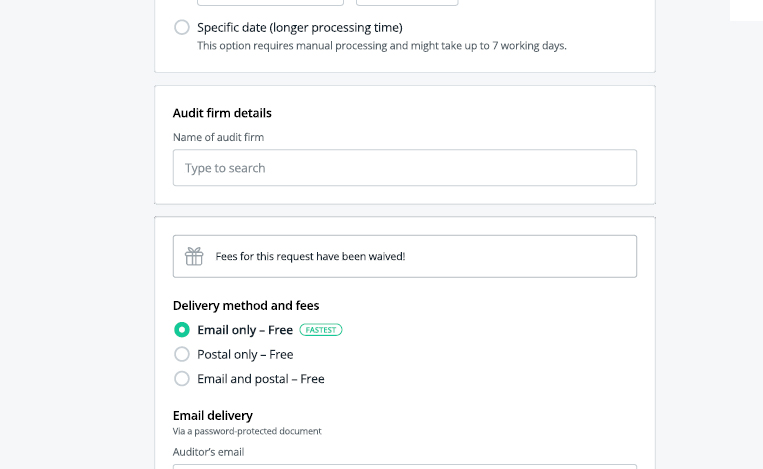 Specific date (longer processing time)
This option requires manual processing and might take up to 7 working days.
Audit firm details
Name of audit firm
Type to search
Fees for this request have been waived!
Delivery method and fees
Email only – Free FASTEST
Postal only – Free
Email and postal – Free
Email delivery
Via a password-protected document
Auditor's email